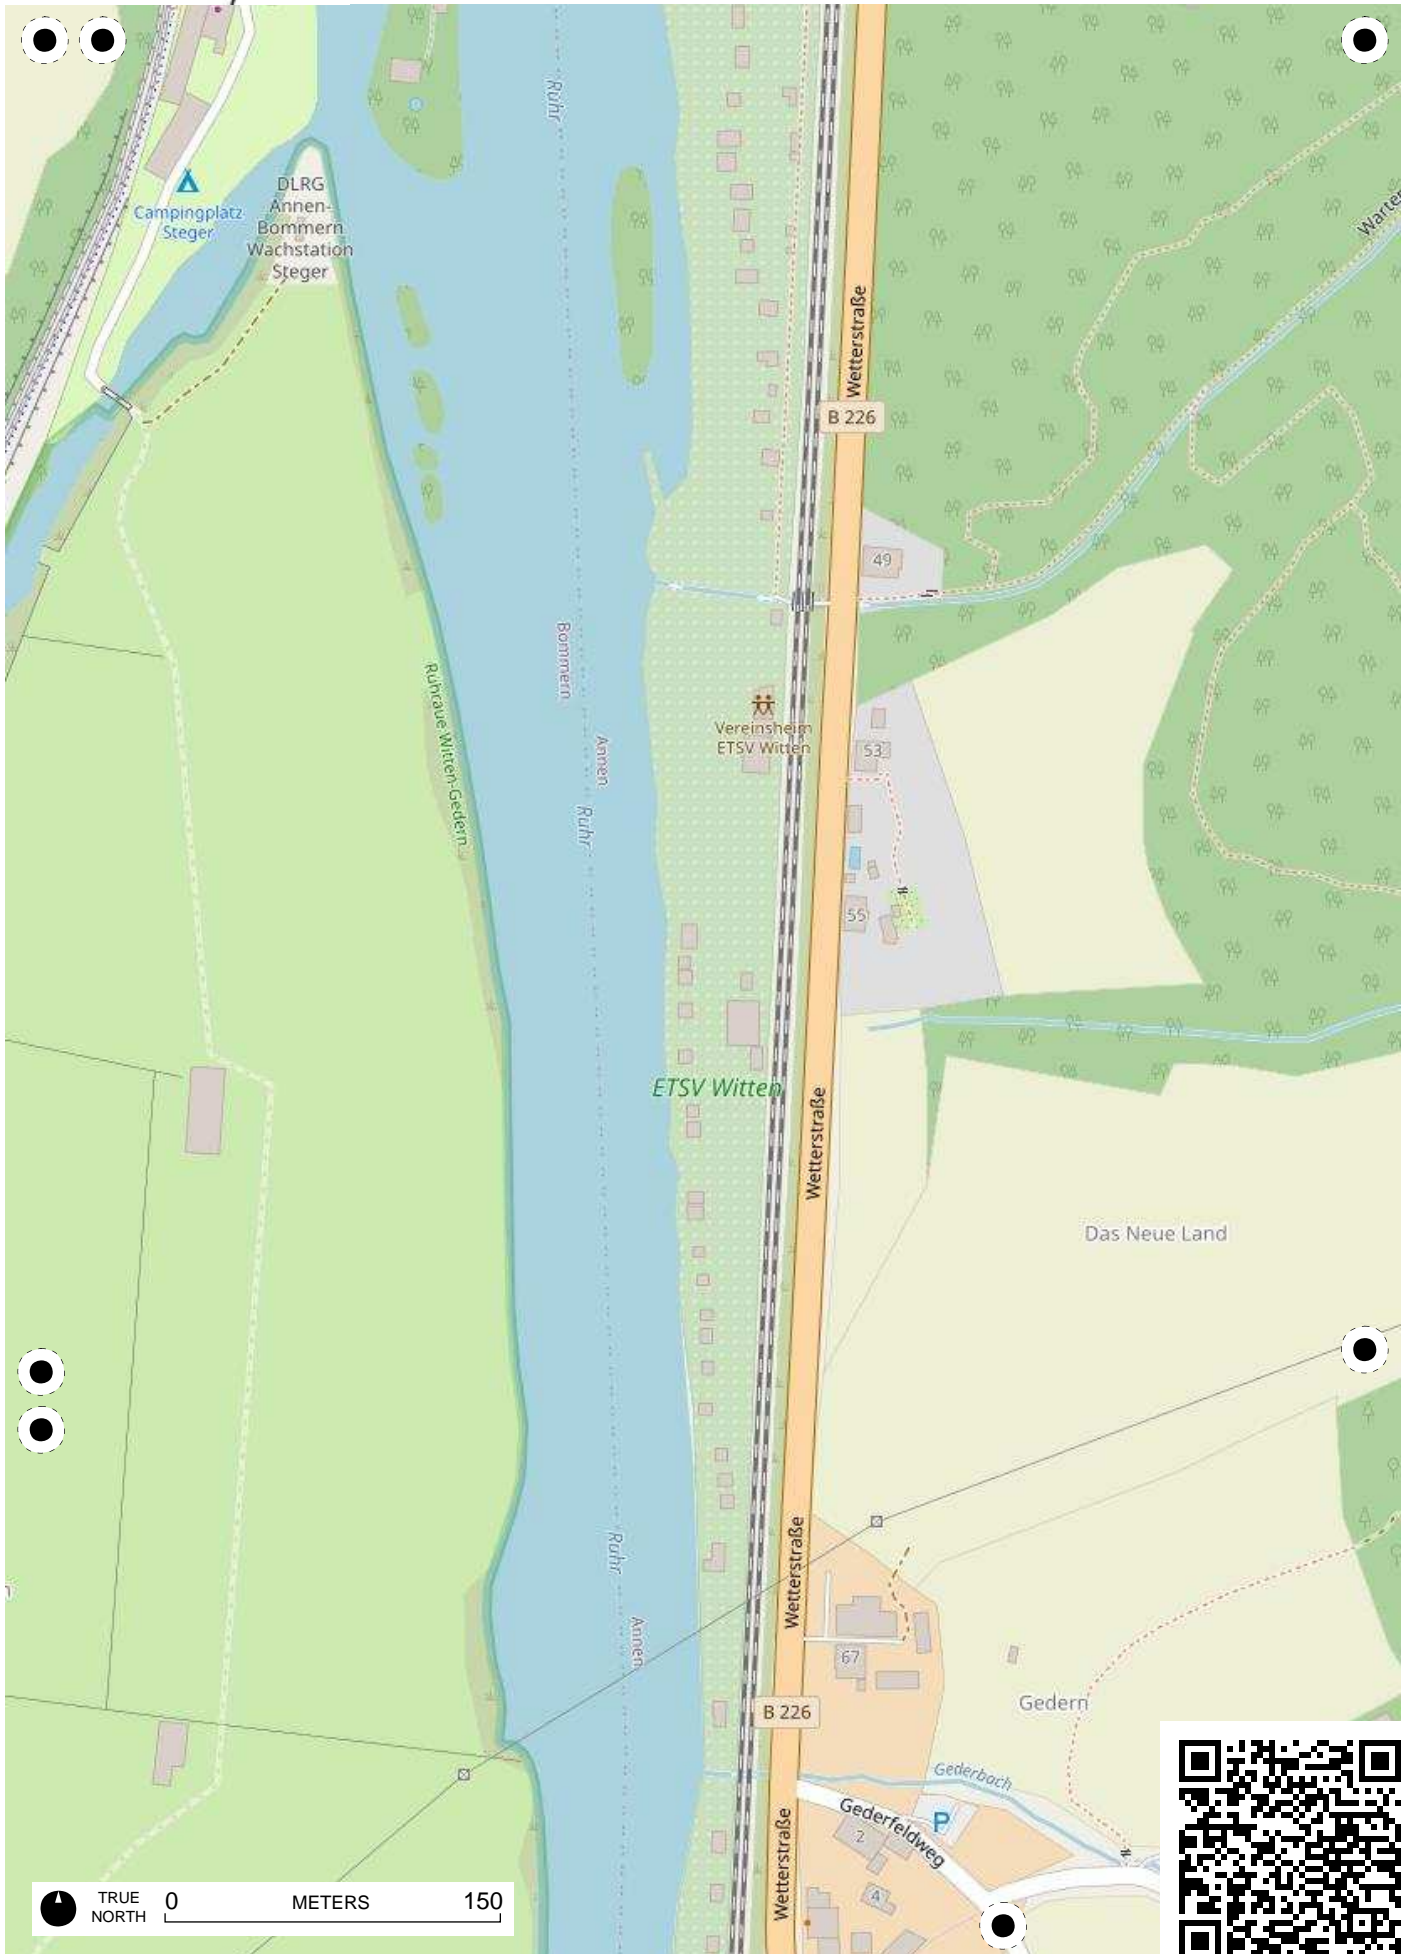 Ruhr
DLRG
Annen-
Bommern
Wachstation
Steger
Campingplatz
Steger
Wetterstraße
B 226
49
Bommern
Ruhraue Witten-Gedern
Vereinsheim
ETSV Witten
53
Annen
Ruhr
55
ETSV Witten
Wetterstraße
Das Neue Land
Wetterstraße
Ruhr
Annen
67
B 226
Gedern
Gederbach
Gederfeldweg
P
2
4
Wetterstraße
TRUE
NORTH
0 METERS 150